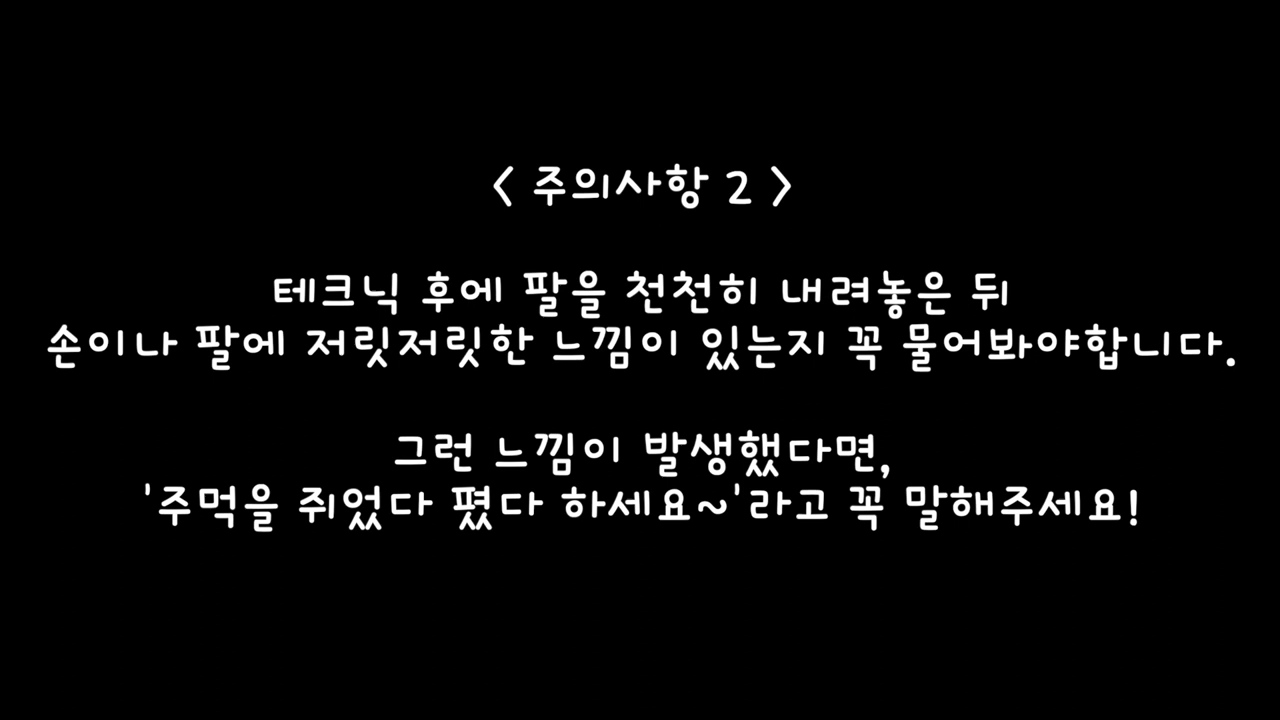 < 주의사항 2 >
테크닉 후에 팔을 천천히 내려놓은 뒤
손이나 팔에 저릿저릿한 느낌이 있는지 꼭 물어봐야합니다.
그런 느낌이 발생했다면,
'주먹을 쥐었다 폈다 하세요~'라고 꼭 말해주세요!